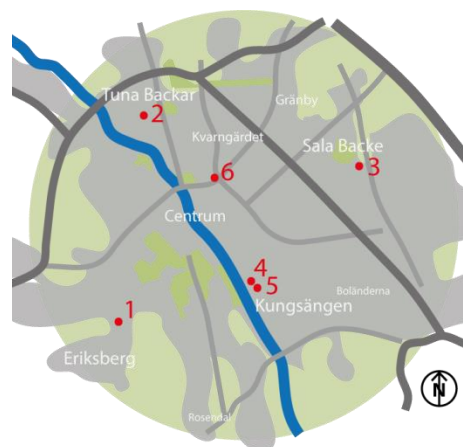 Tuna Backar
2
Gränby
Kvarngärdet
Sala Backe
3
6
Centrum
4
5
Boländerna
Kungsängen
1
Eriksberg
Rosendal
N